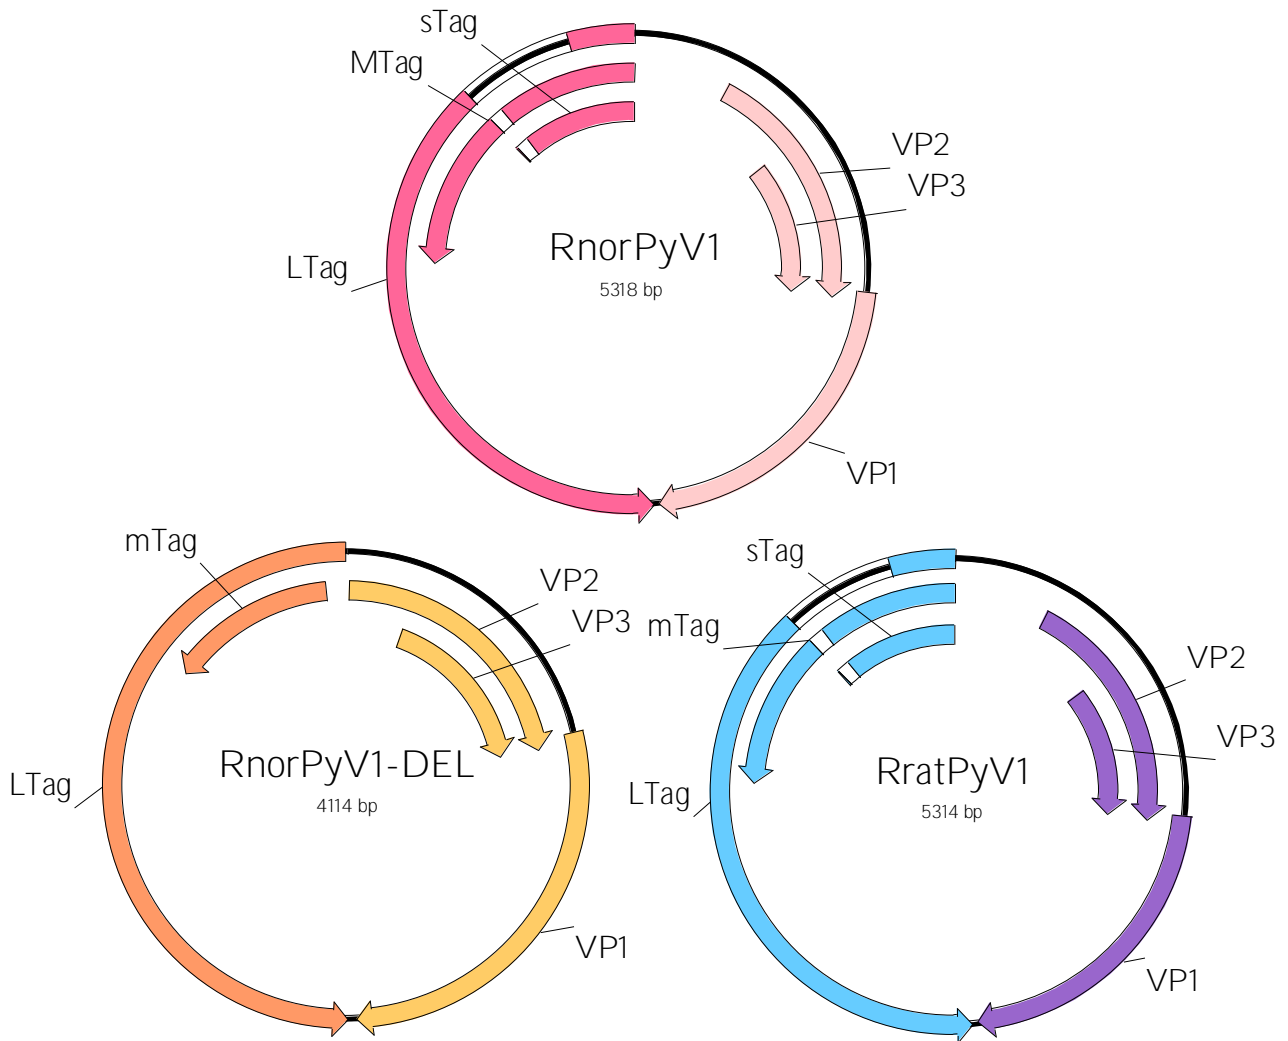 sTag
MTag
VP2
VP3
RnorPyV1
5318 bp
LTag
VP1
mTag
VP2
VP3
RnorPyV1-DEL
4114 bp
LTag
VP1
sTag
mTag
VP2
VP3
RratPyV1
5314 bp
LTag
VP1